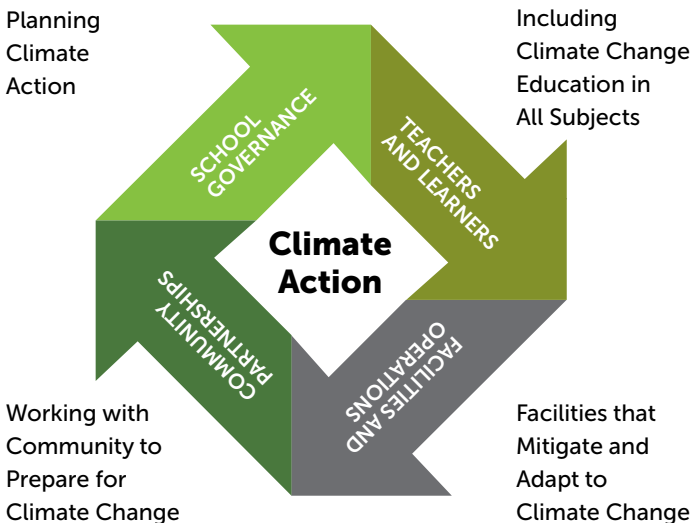 Planning
Climate
Action
Including
Climate Change
Education in
All Subjects
SCHOOL
GOVERNANCE
TEACHERS
AND LEARNERS
Climate
Action
COMMUNITY
PARTNERSHIPS
FACILITIES AND
OPERATIONS
Working with
Community to
Prepare for
Climate Change
Facilities that
Mitigate and
Adapt to
Climate Change